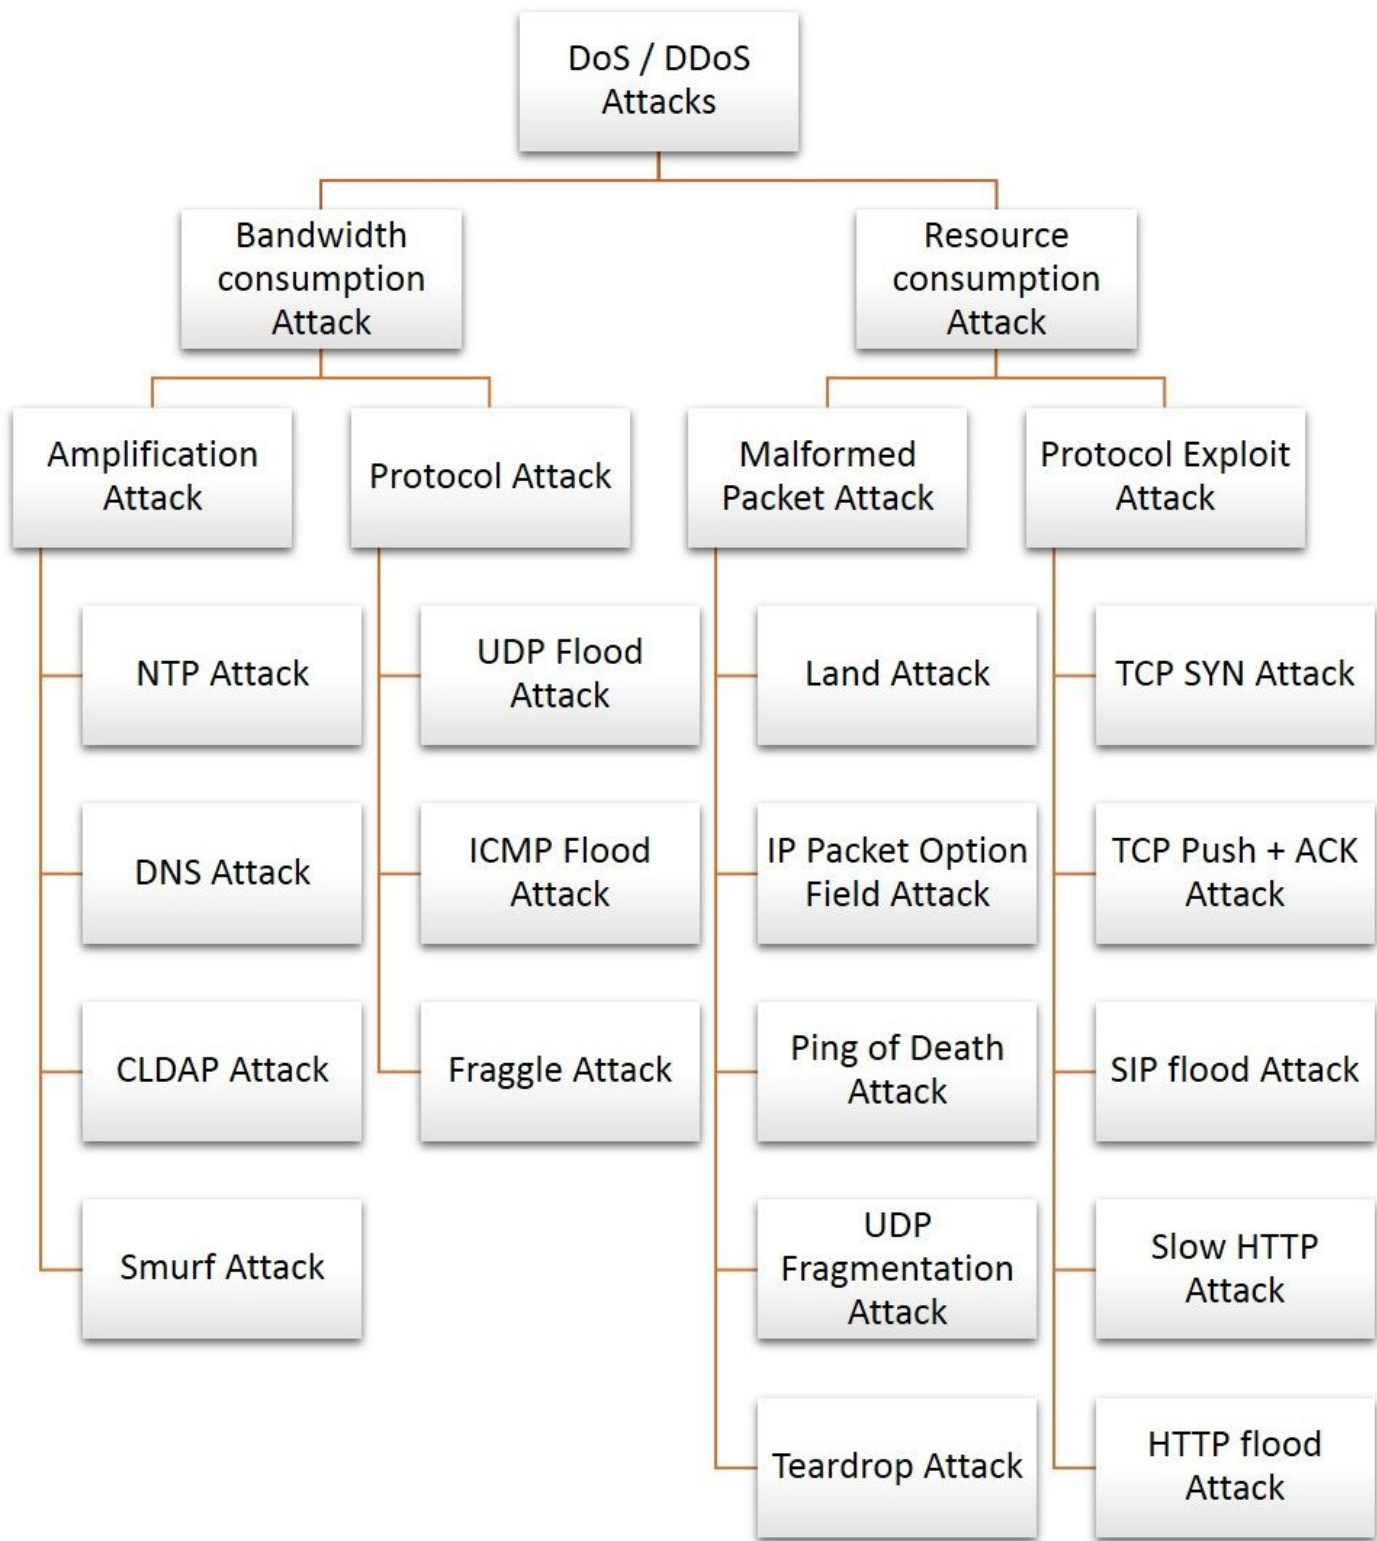 DoS / DDoS
Attacks
Bandwidth
consumption
Attack
Resource
consumption
Attack
Amplification
Attack
Protocol Attack
Malformed
Packet Attack
Protocol Exploit
Attack
NTP Attack
UDP Flood
Attack
Land Attack
TCP SYN Attack
DNS Attack
ICMP Flood
Attack
IP Packet Option
Field Attack
TCP Push + ACK
Attack
CLDAP Attack
Fraggle Attack
Ping of Death
Attack
SIP flood Attack
Smurf Attack
UDP
Fragmentation
Attack
Slow HTTP
Attack
Teardrop Attack
HTTP flood
Attack